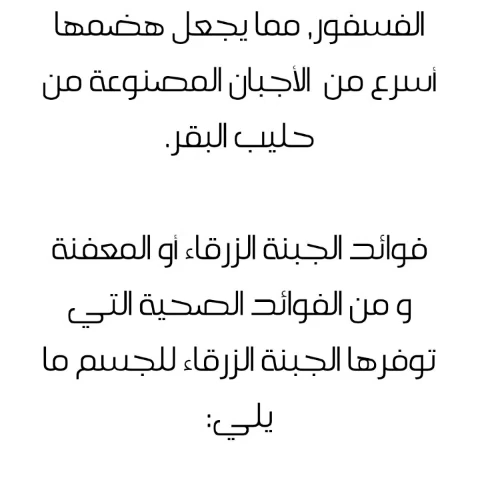 الفسفور, مما يجعل هضمها
أسرع من الأجبان المصنوعة من
حليب البقر.
فوائد الجبنة الزرقاء أو المعفنة
و من الفوائد الصحية التي
توفرها الجبنة الزرقاء للجسم ما
يلي: